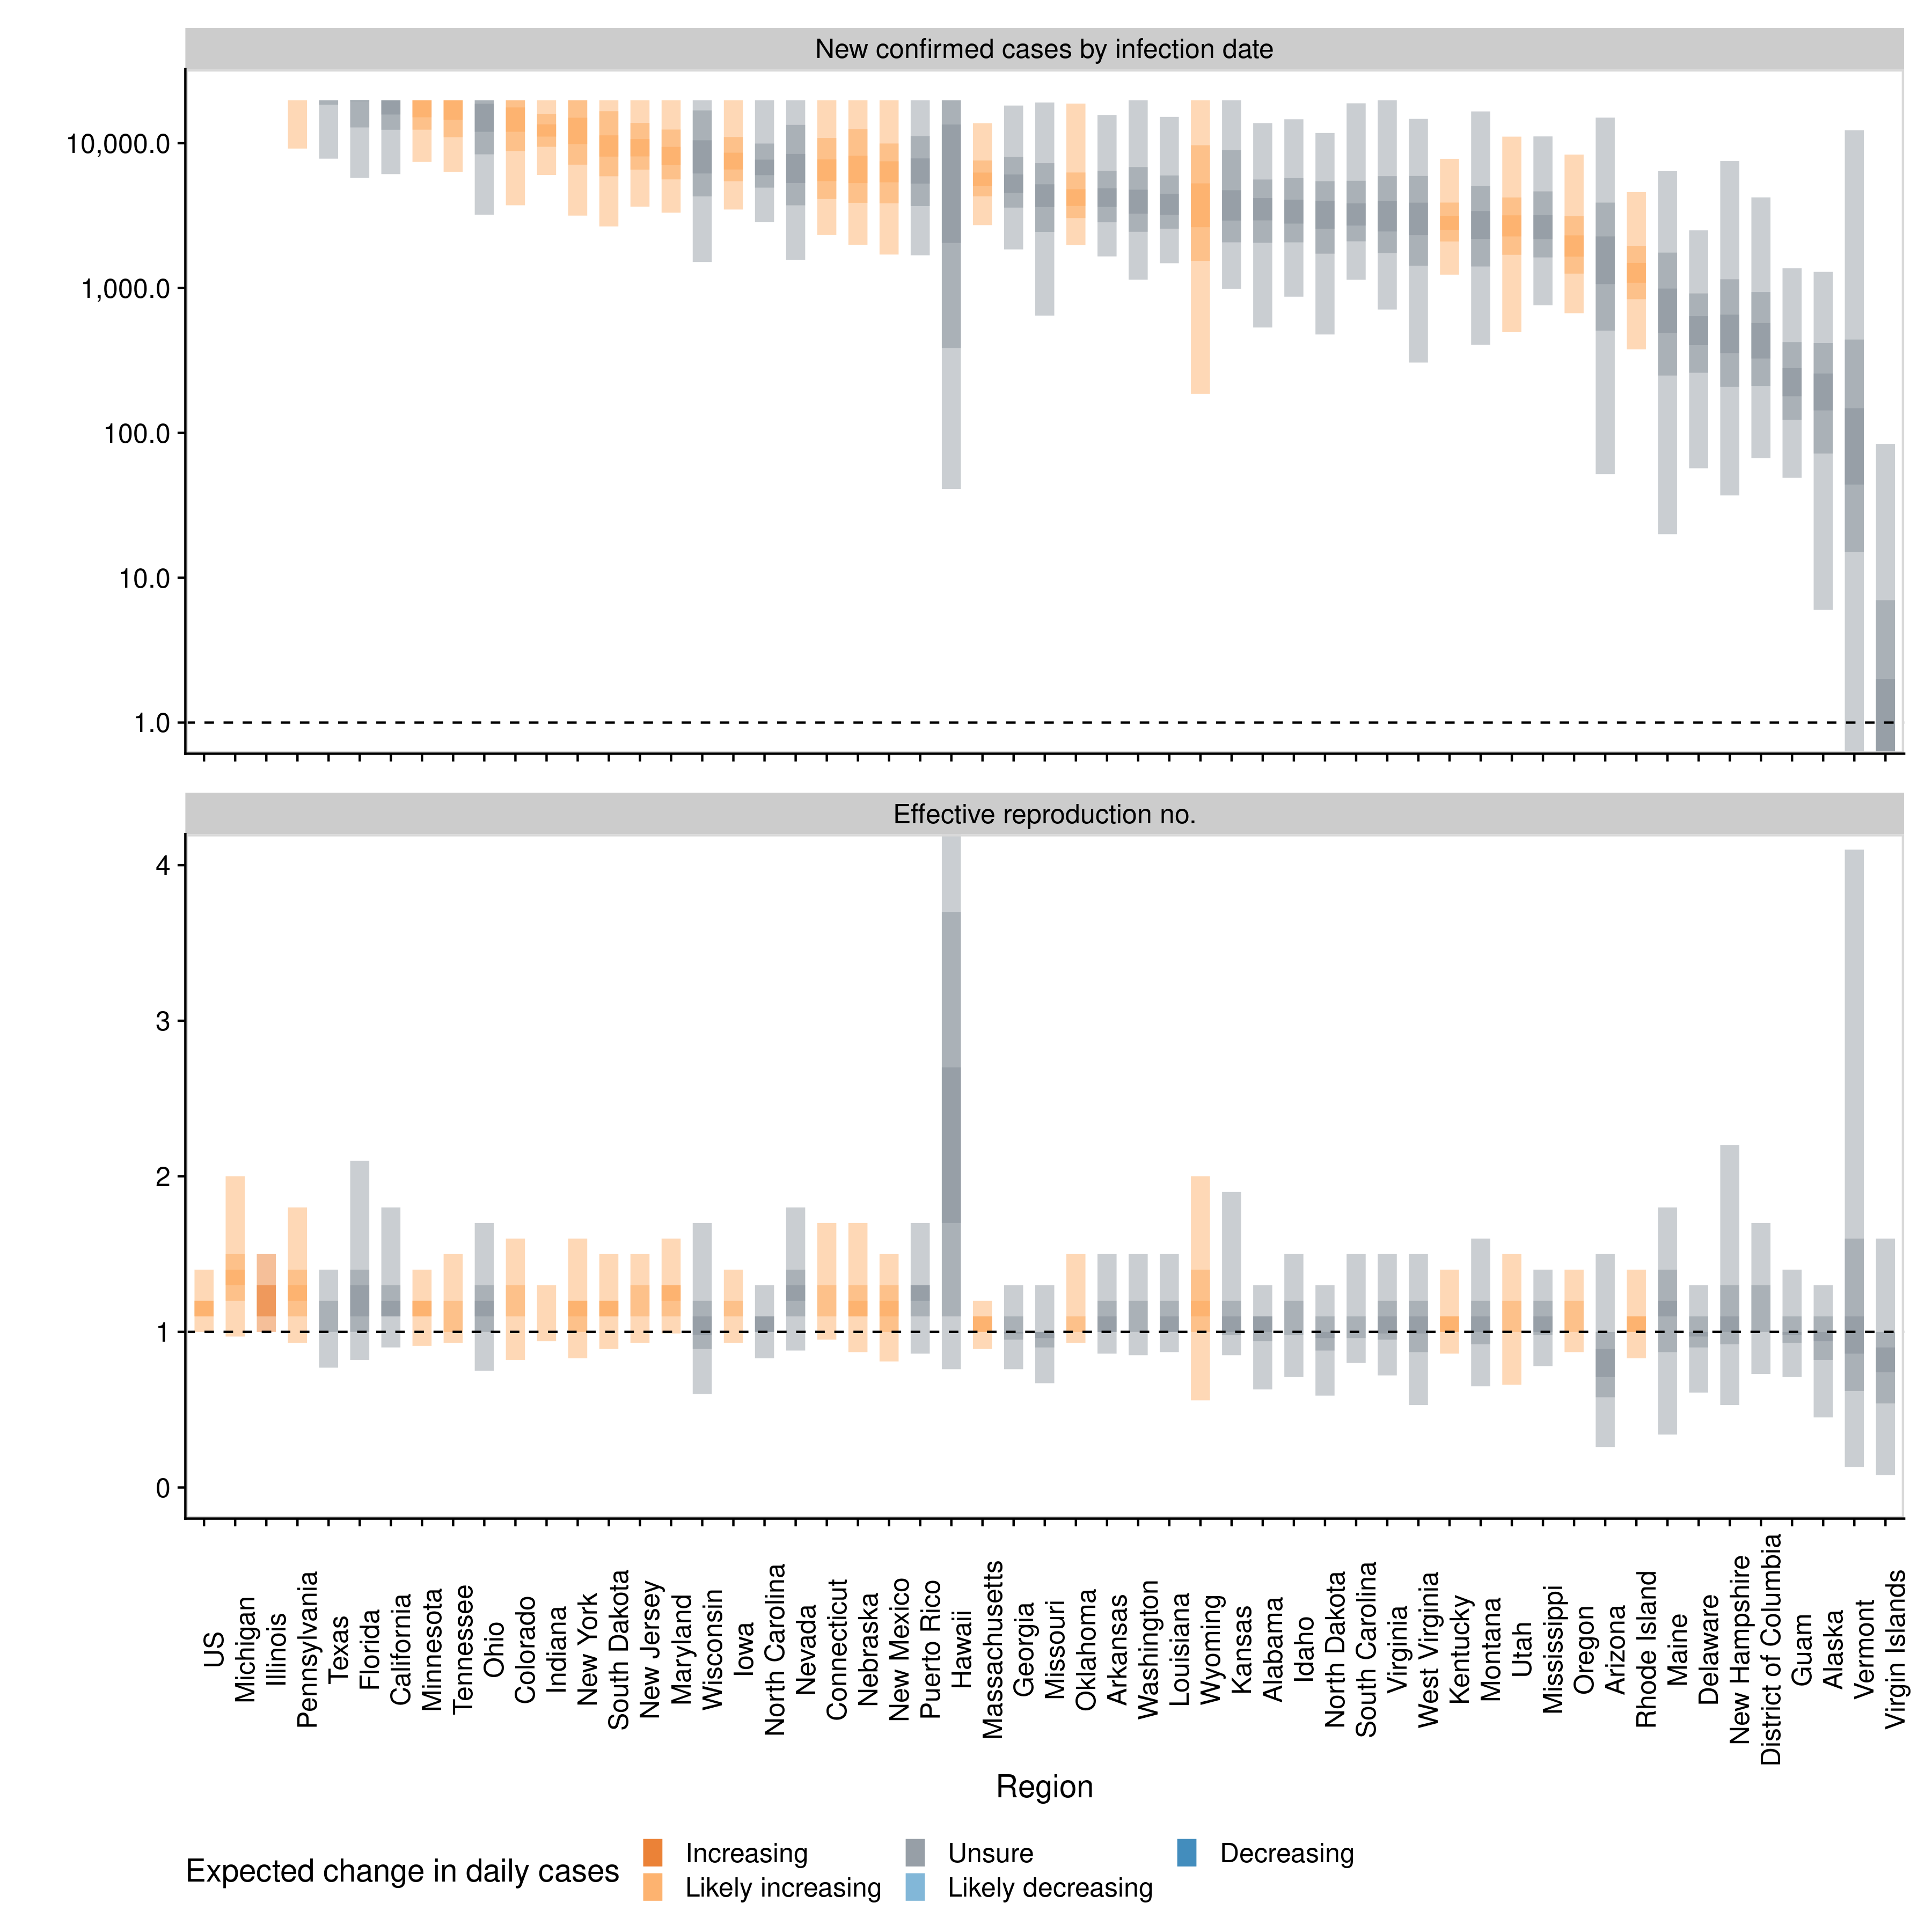 New confirmed cases by infection date
10,000.0
1,000.0
100.0
10.0
1.0
Effective reproduction no.
4
3
2
1
0
US
Michigan
Illinois
Pennsylvania
Texas
Florida
California
Minnesota
Tennessee
Ohio
Colorado
Indiana
New York
South Dakota
New Jersey
Maryland
Wisconsin
Iowa
North Carolina
Nevada
Connecticut
Nebraska
New Mexico
Puerto Rico
Hawaii
Massachusetts
Georgia
Missouri
Oklahoma
Arkansas
Washington
Louisiana
Wyoming
Kansas
Alabama
Idaho
North Dakota
South Carolina
Virginia
West Virginia
Kentucky
Montana
Utah
Mississippi
Oregon
Arizona
Rhode Island
Maine
Delaware
New Hampshire
District of Columbia
Guam
Alaska
Vermont
Virgin Islands
Region
Expected change in daily cases
Increasing
Likely increasing
Unsure
Likely decreasing
Decreasing